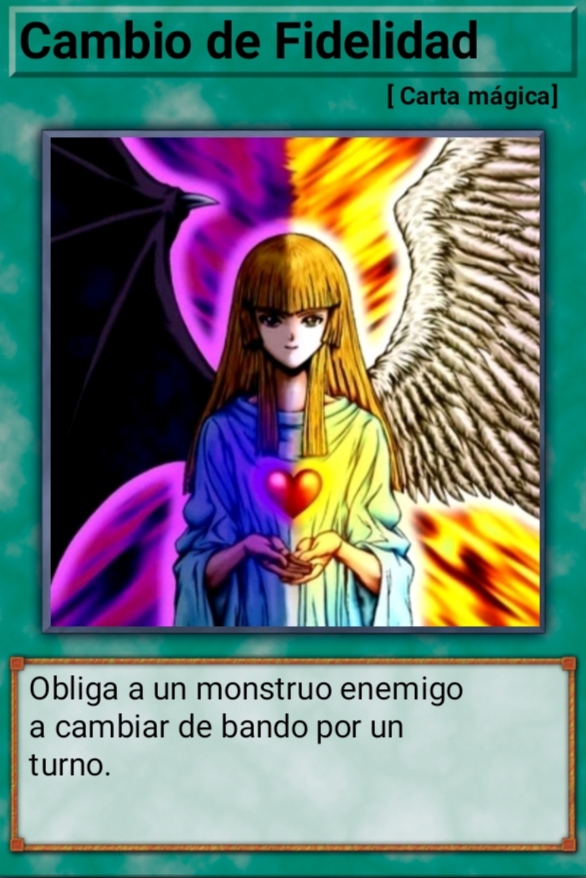 Cambio de Fidelidad
[ Carta mágica]
Obliga a un monstruo enemigo
a cambiar de bando por un
turno.